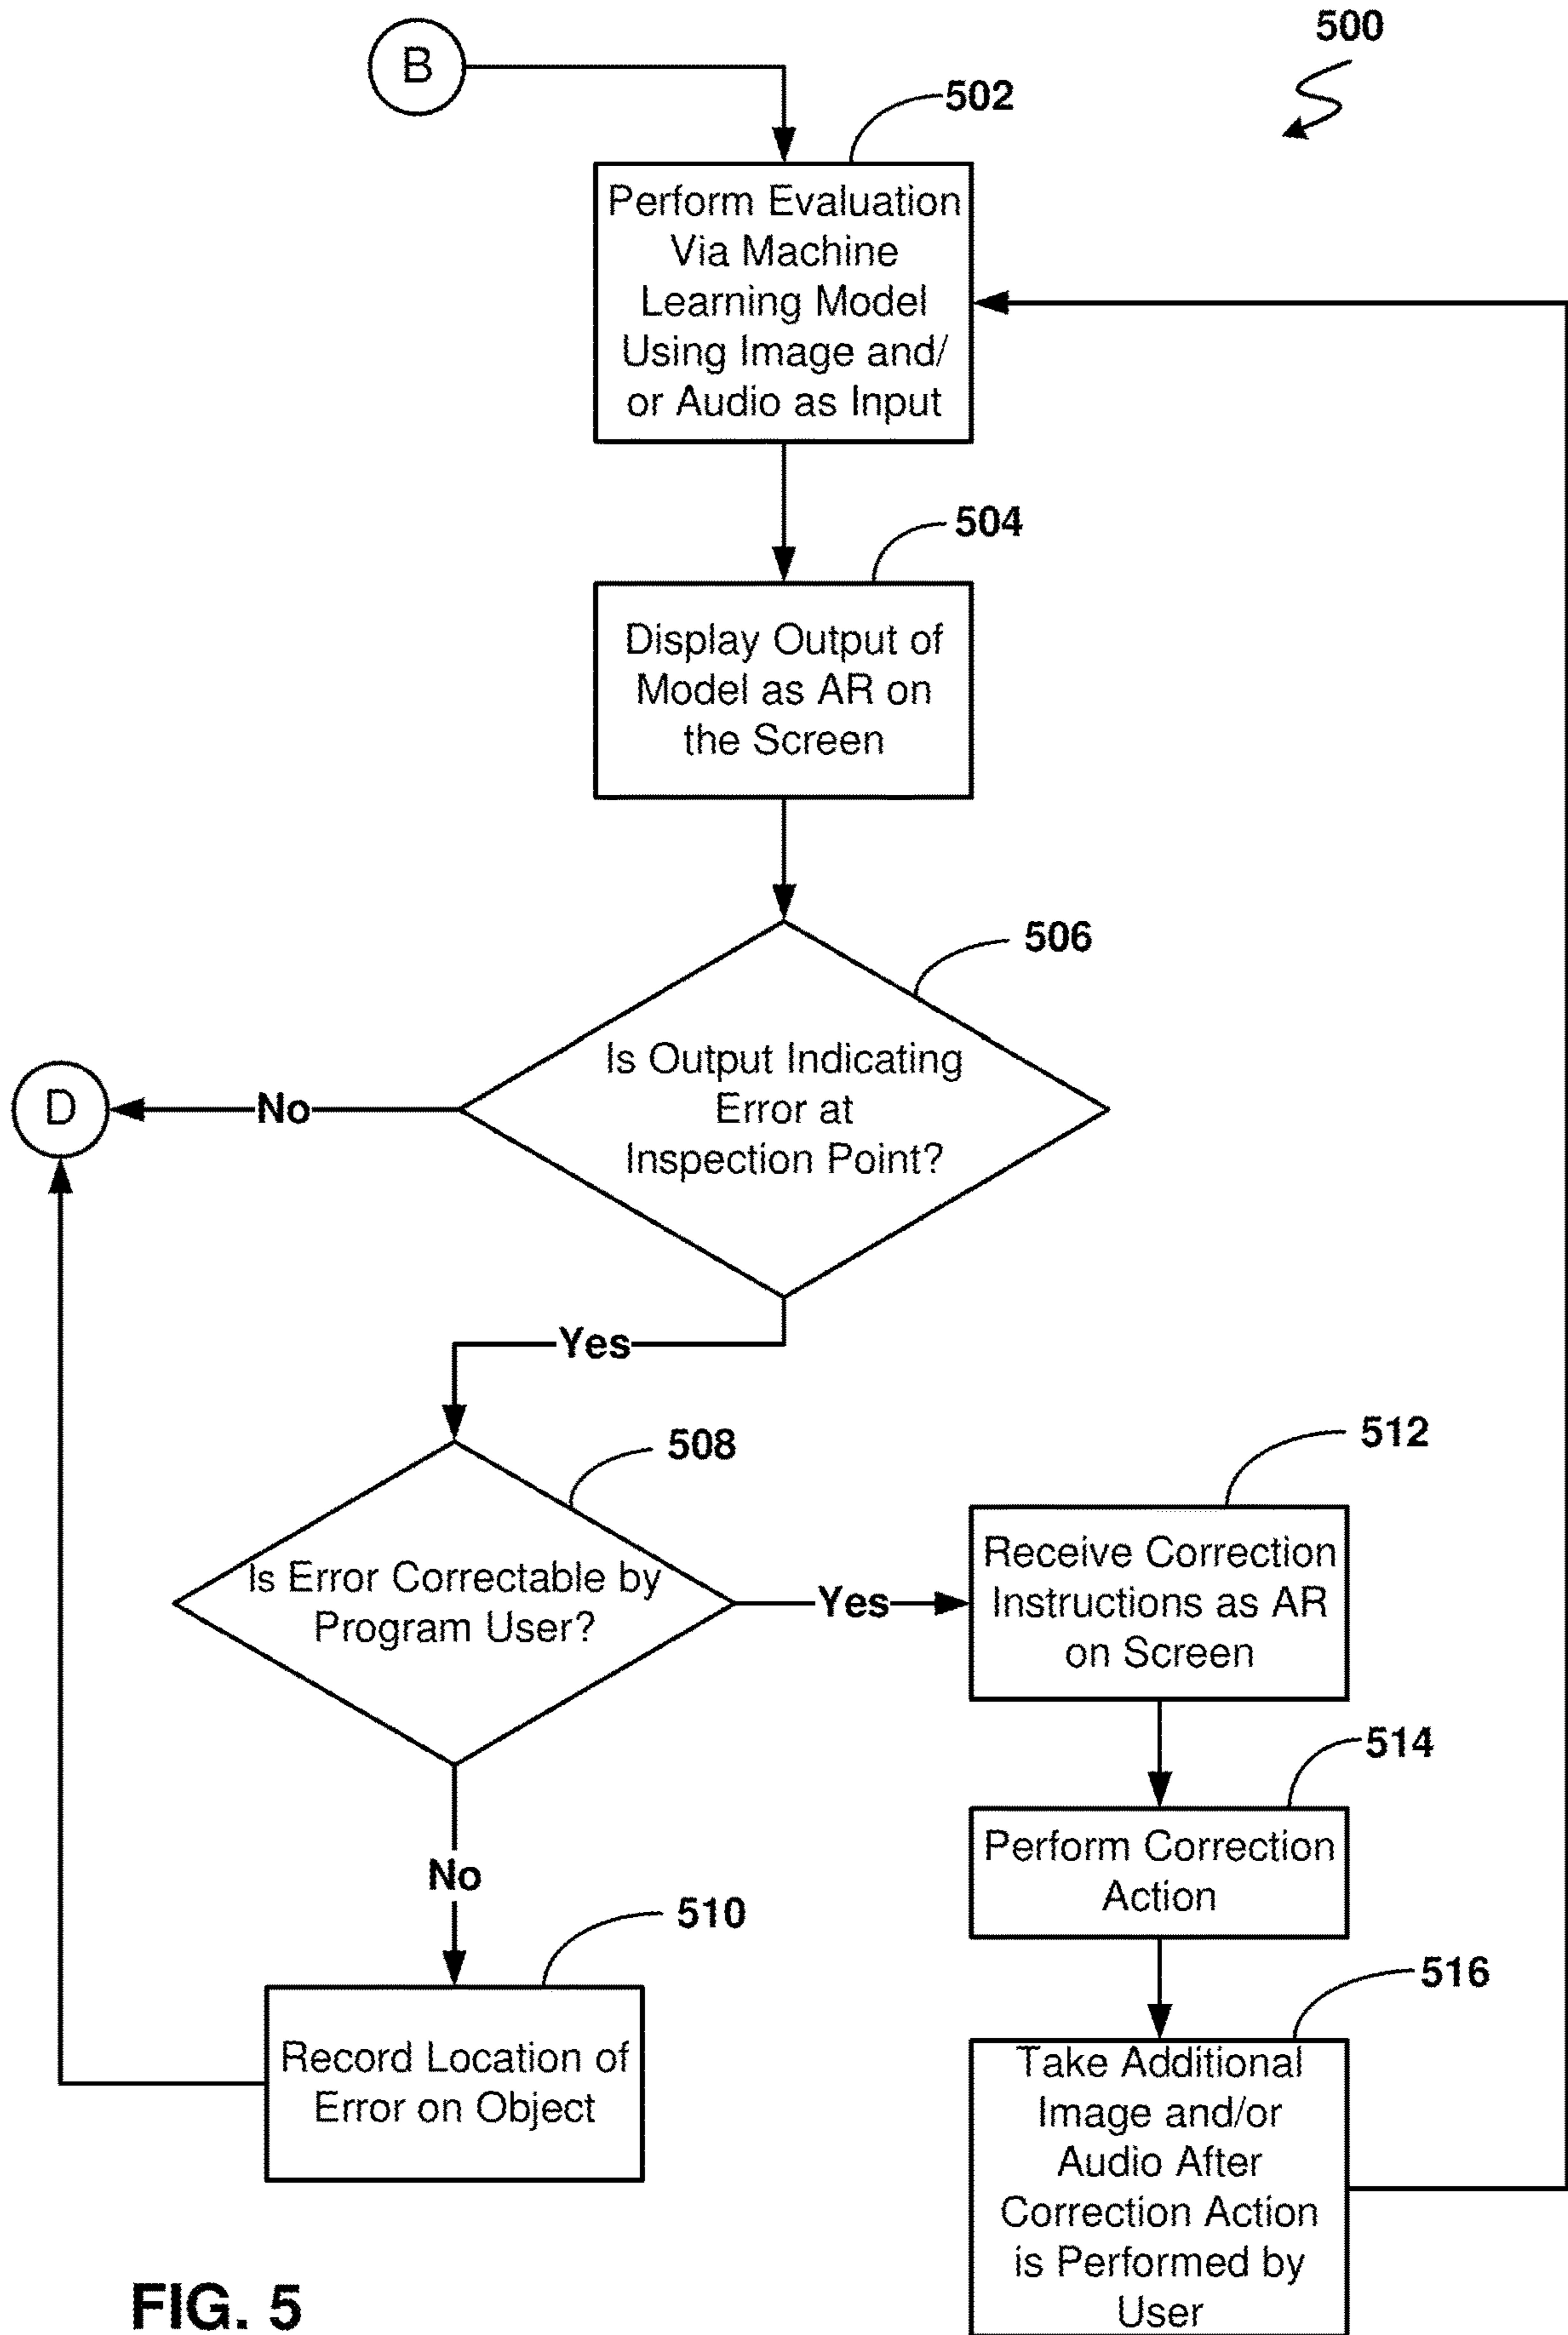 500
B
502
Perform Evaluation
Via Machine
Learning Model
Using Image and/
or Audio as Input
504
Display Output of
Model as AR on
the Screen
506
Is Output Indicating
Error at
Inspection Point?
No
D
Yes
508
Is Error Correctable by
Program User?
Yes
512
Receive Correction
Instructions as AR
on Screen
514
Perform Correction
Action
No
510
Record Location of
Error on Object
516
Take Additional
Image and/or
Audio After
Correction Action
is Performed by
User
FIG. 5